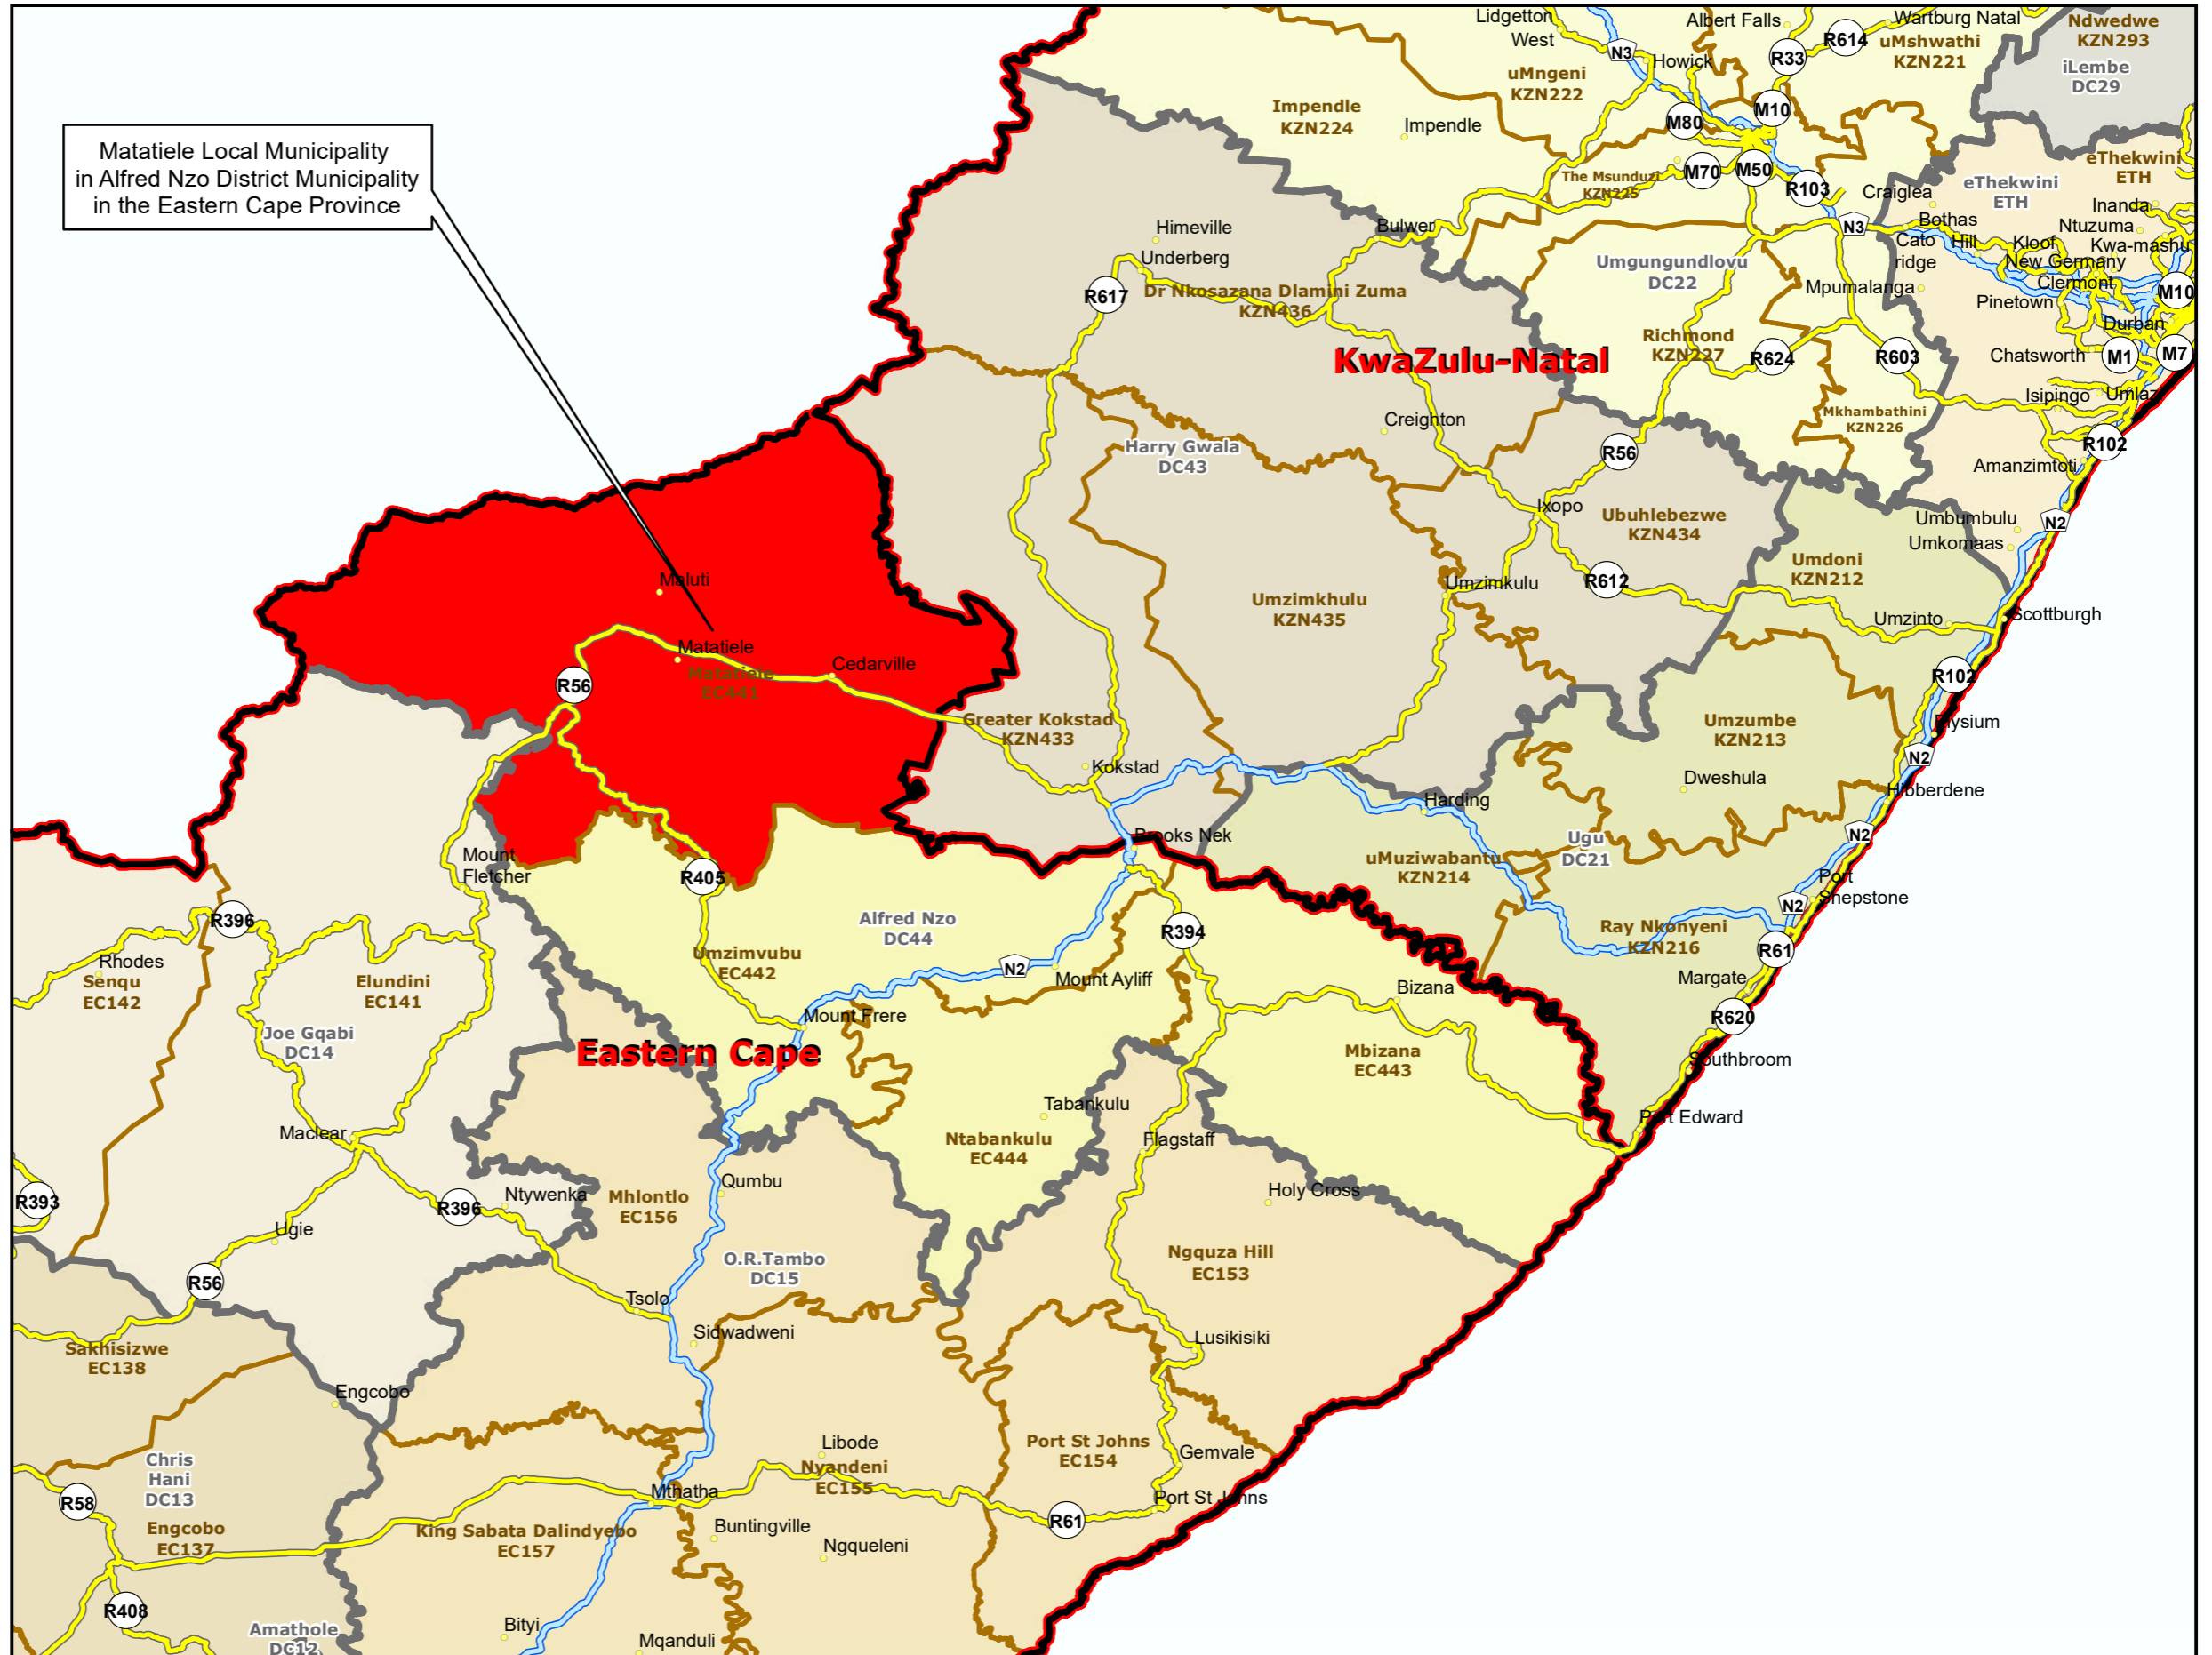 Matatiele Local Municipality
in Alfred Nzo District Municipality
in the Eastern Cape Province
Lidgetton
West
N3
Howick
Albert Falls
R33
R614
Wartburg Natal
uMshwathi
KZN221
Ndwedwe
KZN293
iLembe
DC29
uMngeni
KZN222
Impendle
KZN224
Impendle
M80
M10
The Msunduzi
KZN225
M70
M50
R103
Craiglea
eThekwini
ETH
eThekwini
ETH
Inanda
Ntuzuma
Kwa-mashu
Bothas
Hill
Kloof
New Germany
Clermont
Pinetown
M10
Durban
N3
Cato
ridge
Mpumalanga
Himeville
Underberg
Bulwer
R617
Dr Nkosazana Dlamini Zuma
KZN436
Umgungundlovu
DC22
KwaZulu-Natal
Richmond
KZN227
R624
R603
Chatsworth
M1
M7
Isipingo
Umlaz
Mkhambathini
KZN226
R102
Amanzimtoti
Creighton
Harry Gwala
DC43
R56
Ixopo
Ubuhlebezwe
KZN434
Umbumbulu
Umkomaas
N2
Umdoni
KZN212
R612
Umzimkulu
Umzimkhulu
KZN435
Umzinto
Scottburgh
Maluti
Matatiele
Matatiele
EC441
Cedarville
R56
Greater Kokstad
KZN433
Kokstad
R102
Elysium
Umzumbe
KZN213
Dweshula
N2
Hibberdene
Harding
Brooks Nek
uMuziwabantu
KZN214
Ugu
DC21
N2
Port
Shepstone
N2
Ray Nkonyeni
KZN216
R61
Margate
R620
Southbroom
Port Edward
Mount
Fletcher
R405
Alfred Nzo
DC44
R394
R396
Rhodes
Senqu
EC142
Elundini
EC141
Umzimvubu
EC442
N2
Mount Ayliff
Bizana
Mount Frere
Joe Gqabi
DC14
Eastern Cape
Mbizana
EC443
Maclear
Tabankulu
Ntabankulu
EC444
Flagstaff
R393
R396
Ntywenka
Mhlontlo
EC156
Qumbu
Holy Cross
Ugie
R56
O.R.Tambo
DC15
Ngquza Hill
EC153
Tsolo
Sidwadweni
Lusikisiki
Sakhisizwe
EC138
Engcobo
Chris
Hani
DC13
R58
Engcobo
EC137
Libode
Nyandeni
EC155
Port St Johns
EC154
Gemvale
Port St Johns
Mthatha
R61
King Sabata Dalindyebo
EC157
Buntingville
Ngqueleni
R408
Amathole
DC12
Bityi
Mqanduli